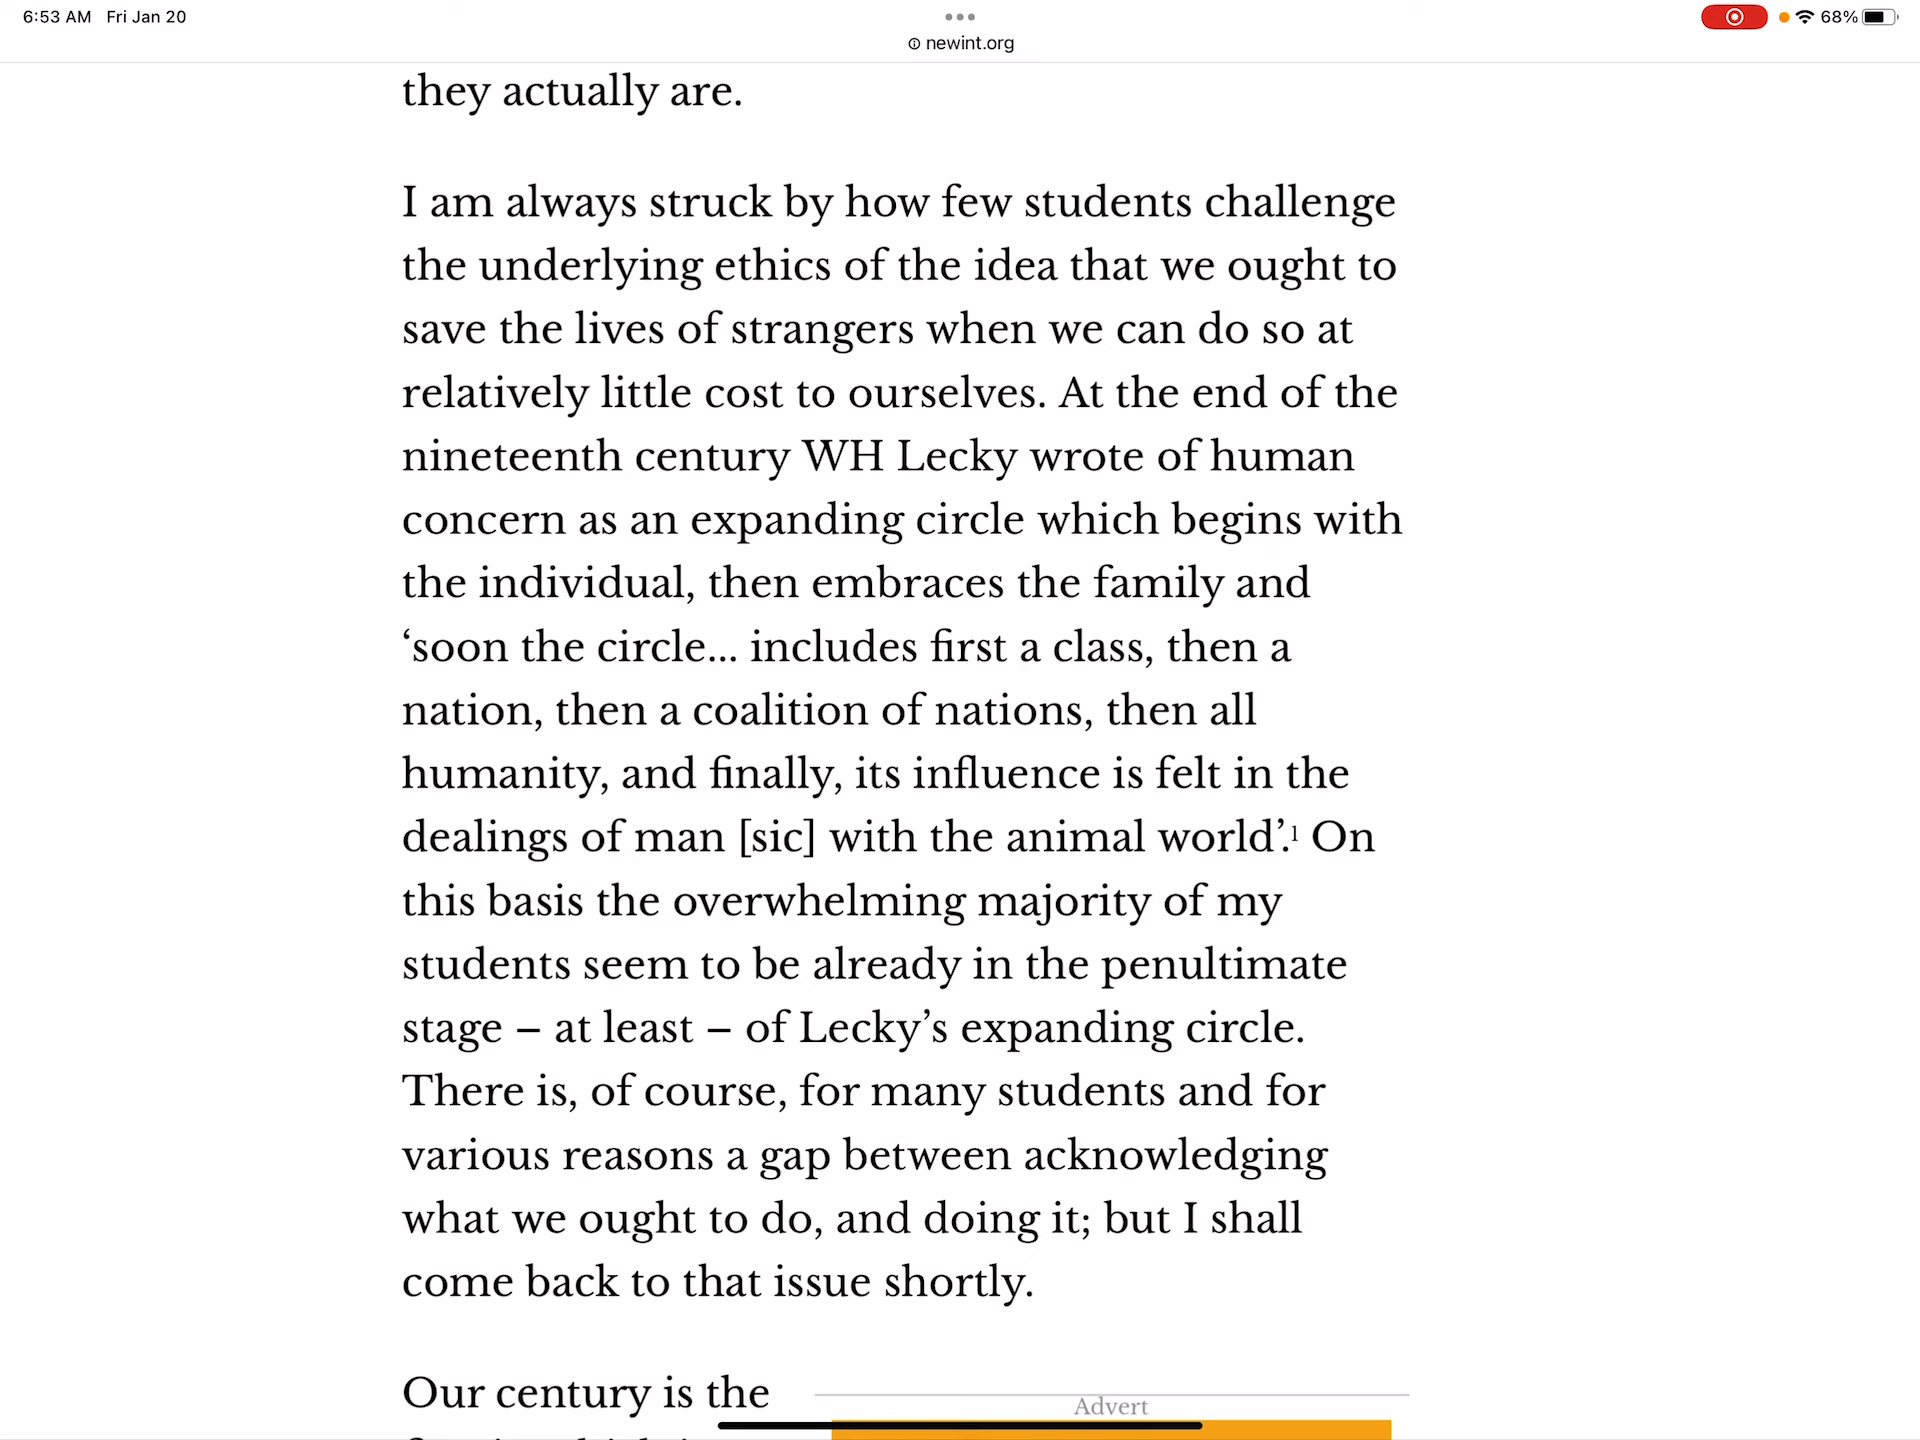 6:53 AM Fri Jan 20
68%
newint.org
they actually are.
I am always struck by how few students challenge
the underlying ethics of the idea that we ought to
save the lives of strangers when we can do so at
relatively little cost to ourselves. At the end of the
nineteenth century WH Lecky wrote of human
concern as an expanding circle which begins with
the individual, then embraces the family and
‘soon the circle... includes first a class, then a
nation, then a coalition of nations, then all
humanity, and finally, its influence is felt in the
dealings of man [sic] with the animal world’.¹ On
this basis the overwhelming majority of my
students seem to be already in the penultimate
stage – at least – of Lecky’s expanding circle.
There is, of course, for many students and for
various reasons a gap between acknowledging
what we ought to do, and doing it; but I shall
come back to that issue shortly.
Our century is the
Advert